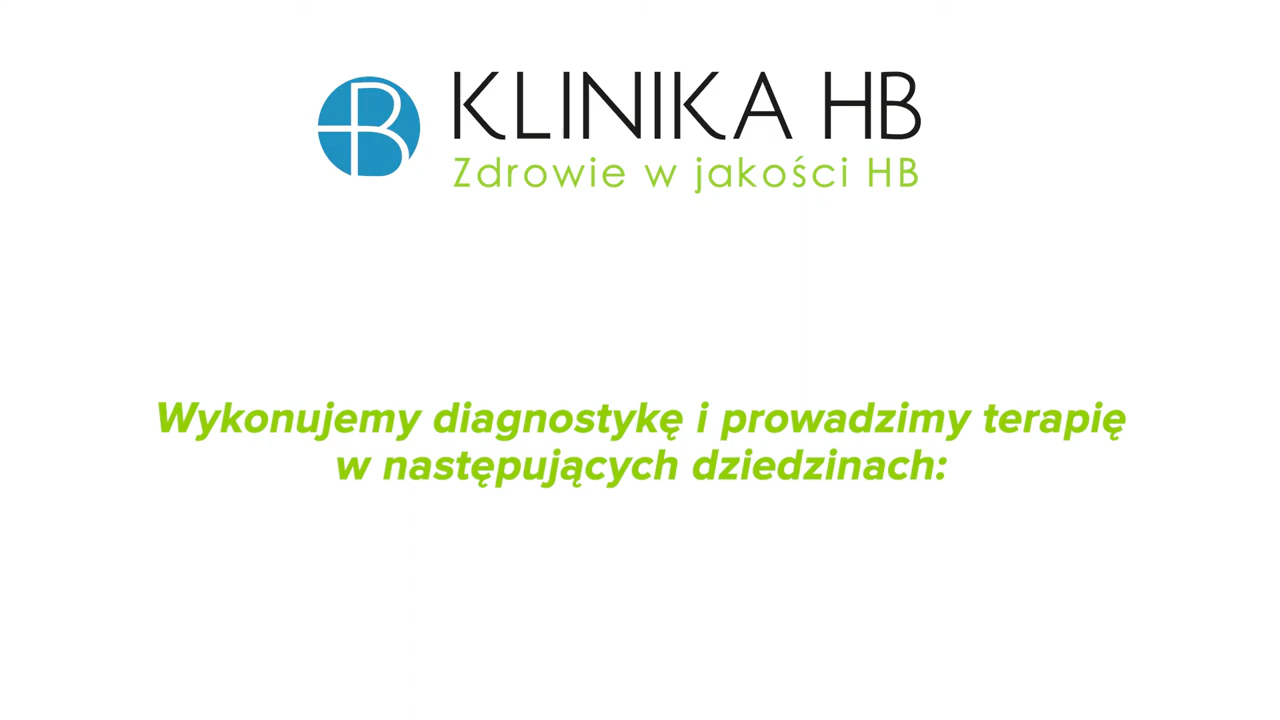 KLINIKA HB
Zdrowie w jakości HB
Wykonujemy diagnostykę i prowadzimy terapię
w następujących dziedzinach: